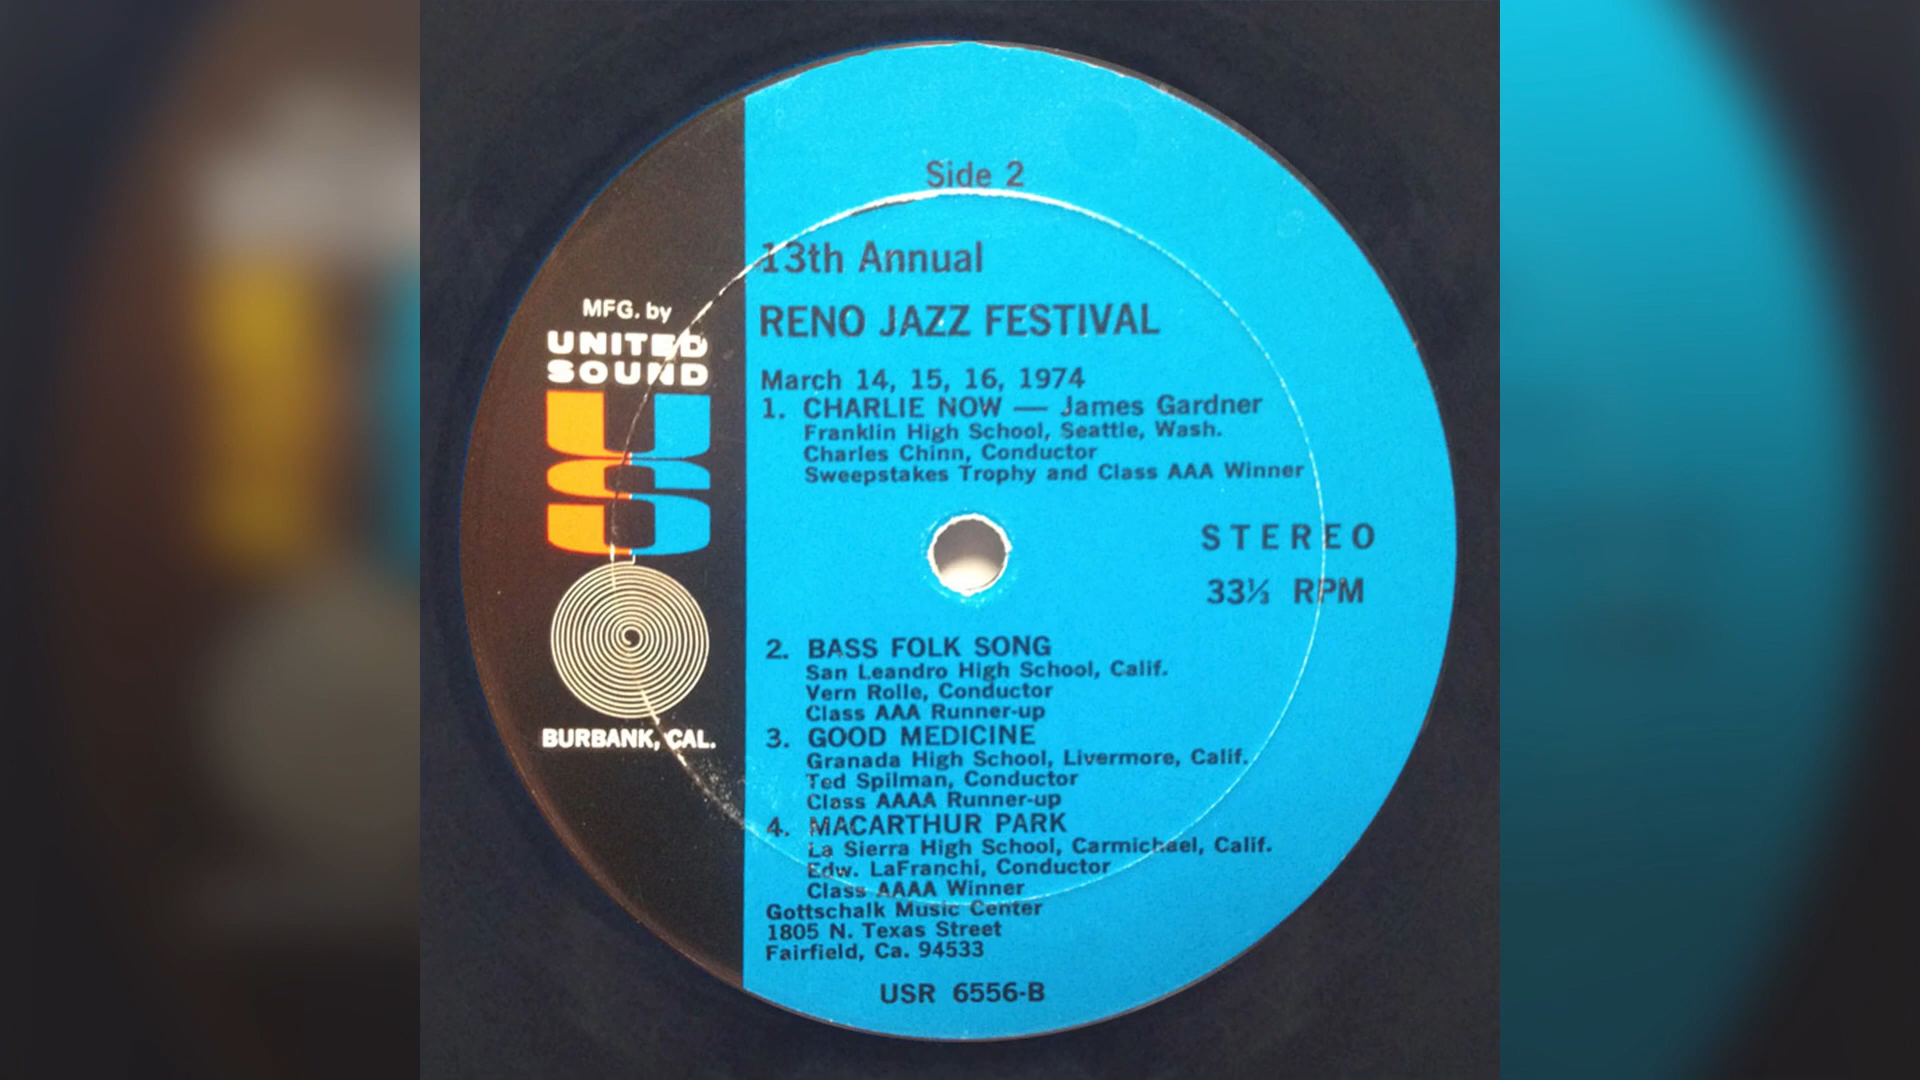 Side 2
13th Annual
RENO JAZZ FESTIVAL
March 14, 15, 16, 1974
1. CHARLIE NOW — James Gardner
Franklin High School, Seattle, Wash.
Charles Chinn, Conductor
Sweepstakes Trophy and Class AAA Winner
STEREO
33⅓ RPM
2. BASS FOLK SONG
San Leandro High School, Calif.
Vern Rolle, Conductor
Class AAA Runner-up
3. GOOD MEDICINE
Granada High School, Livermore, Calif.
Ted Spilman, Conductor
Class AAAA Runner-up
4. MACARTHUR PARK
La Sierra High School, Carmichael, Calif.
Edw. LaFranchi, Conductor
Class AAAA Winner
Gottschalk Music Center
1805 N. Texas Street
Fairfield, Ca. 94533
USR 6556-B
MFG. by
UNITED
SOUND
US
BURBANK, CAL.